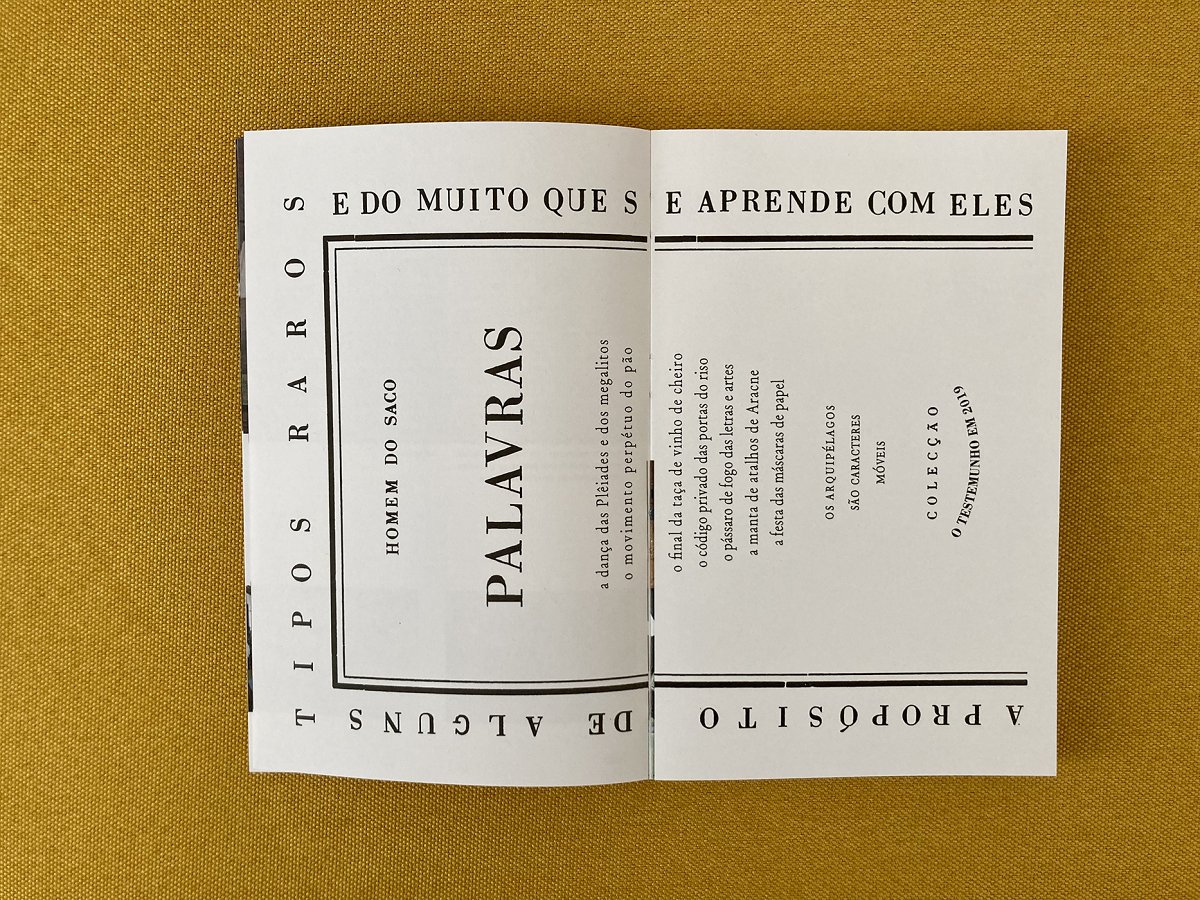 A PROPÓSITO DE ALGUNS
TIPOS RAROS
E DO MUITO QUE SE APRENDE COM ELES
HOMEM DO SACO
PALAVRAS
a dança das Plêiades e dos megalitos
o movimento perpétuo do pão
o final da taça de vinho de cheiro
o código privado das portas do riso
o pássaro de fogo das letras e artes
a manta de atalhos de Aracne
a festa das máscaras de papel
OS ARQUIPÉLAGOS
SÃO CARACTERES
MÓVEIS
COLECÇÃO
O TESTEMUNHO EM 2019